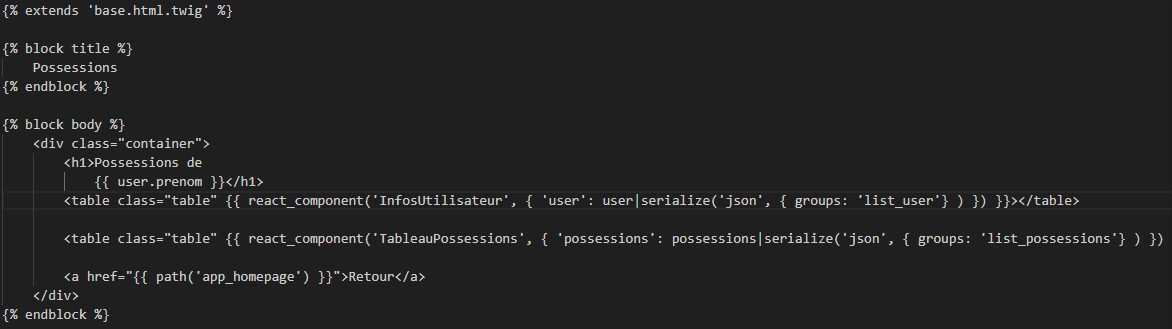 {% extends 'base.html.twig' %}
{% block title %}
Possessions
{% endblock %}
{% block body %}
<div class="container">
<h1>Possessions de
{{ user.prenom }}</h1>
<table class="table" {{ react_component('InfosUtilisateur', { 'user': user|serialize('json', { groups: 'list_user'} ) }) }}></table>
<table class="table" {{ react_component('TableauPossessions', { 'possessions': possessions|serialize('json', { groups: 'list_possessions'} ) })
<a href="{{ path('app_homepage') }}">Retour</a>
</div>
{% endblock %}